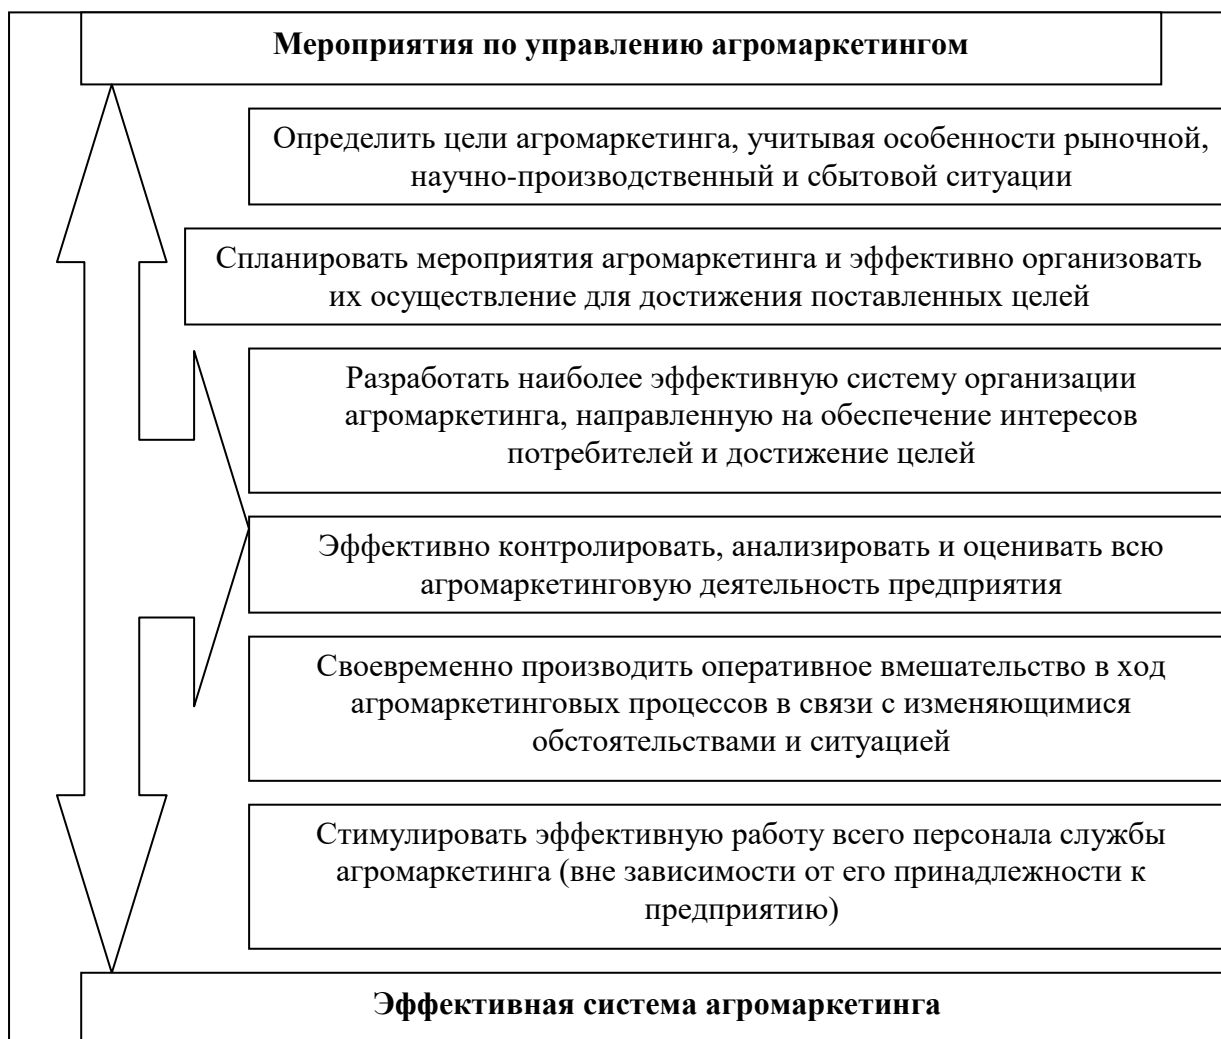 Мероприятия по управлению агромаркетингом
Определить цели агромаркетинга, учитывая особенности рыночной,
научно-производственный и сбытовой ситуации
Спланировать мероприятия агромаркетинга и эффективно организовать
их осуществление для достижения поставленных целей
Разработать наиболее эффективную систему организации
агромаркетинга, направленную на обеспечение интересов
потребителей и достижение целей
Эффективно контролировать, анализировать и оценивать всю
агромаркетинговую деятельность предприятия
Своевременно производить оперативное вмешательство в ход
агромаркетинговых процессов в связи с изменяющимися
обстоятельствами и ситуацией
Стимулировать эффективную работу всего персонала службы
агромаркетинга (вне зависимости от его принадлежности к
предприятию)
Эффективная система агромаркетинга